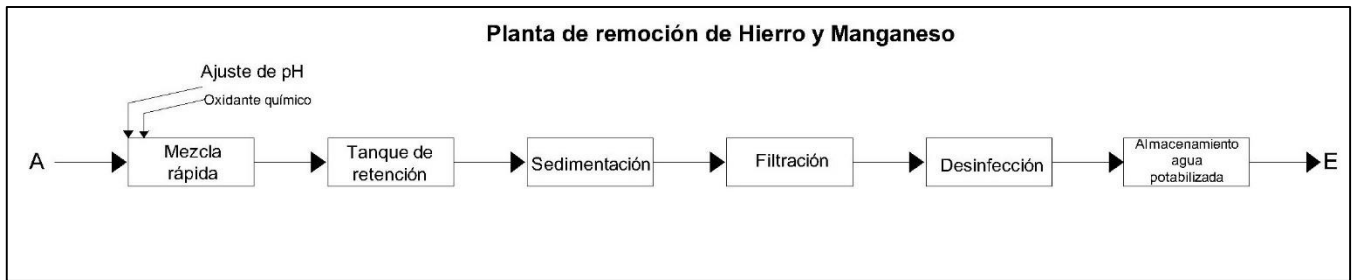 Planta de remoción de Hierro y Manganeso
Ajuste de pH
Oxidante químico
A
Mezcla
rápida
Tanque de
retención
Sedimentación
Filtración
Desinfección
Almacenamiento
agua
potabilizada
E